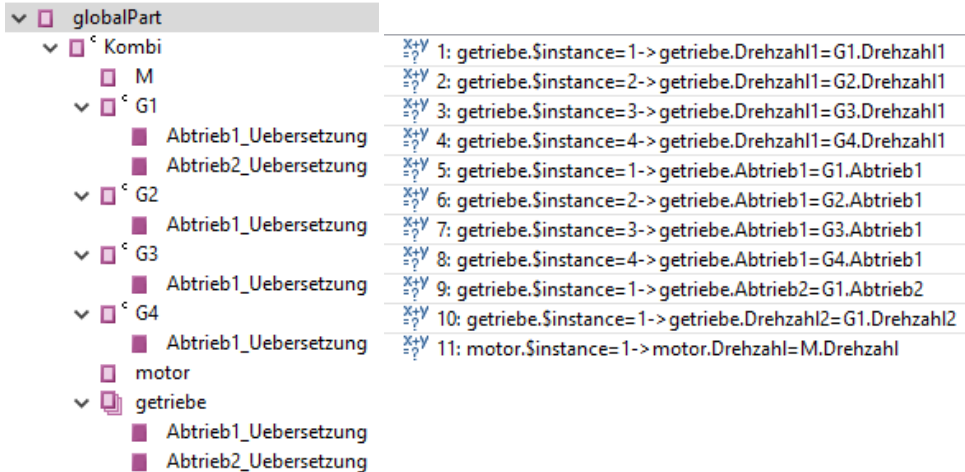 globalPart
c Kombi
M
c G1
Abtrieb1_Uebersetzung
Abtrieb2_Uebersetzung
c G2
Abtrieb1_Uebersetzung
c G3
Abtrieb1_Uebersetzung
c G4
Abtrieb1_Uebersetzung
motor
getriebe
Abtrieb1_Uebersetzung
Abtrieb2_Uebersetzung
X+Y =? 1: getriebe.$instance=1->getriebe.Drehzahl1=G1.Drehzahl1
X+Y =? 2: getriebe.$instance=2->getriebe.Drehzahl1=G2.Drehzahl1
X+Y =? 3: getriebe.$instance=3->getriebe.Drehzahl1=G3.Drehzahl1
X+Y =? 4: getriebe.$instance=4->getriebe.Drehzahl1=G4.Drehzahl1
X+Y =? 5: getriebe.$instance=1->getriebe.Abtrieb1=G1.Abtrieb1
X+Y =? 6: getriebe.$instance=2->getriebe.Abtrieb1=G2.Abtrieb1
X+Y =? 7: getriebe.$instance=3->getriebe.Abtrieb1=G3.Abtrieb1
X+Y =? 8: getriebe.$instance=4->getriebe.Abtrieb1=G4.Abtrieb1
X+Y =? 9: getriebe.$instance=1->getriebe.Abtrieb2=G1.Abtrieb2
X+Y =? 10: getriebe.$instance=1->getriebe.Drehzahl2=G1.Drehzahl2
X+Y =? 11: motor.$instance=1->motor.Drehzahl=M.Drehzahl